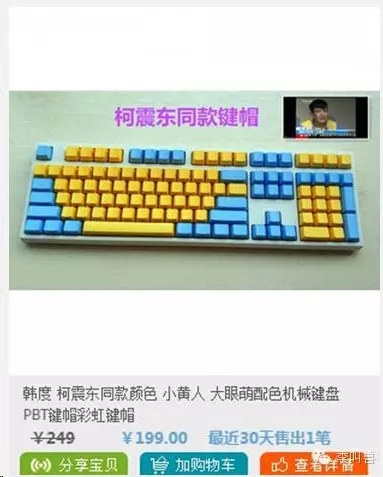 柯震东同款键帽
韩度 柯震东同款颜色 小黄人 大眼萌配色机械键盘
PBT键帽彩虹键帽
￥249 ￥199.00 最近30天售出1笔
分享宝贝 加购物车 查看详情
李叫兽